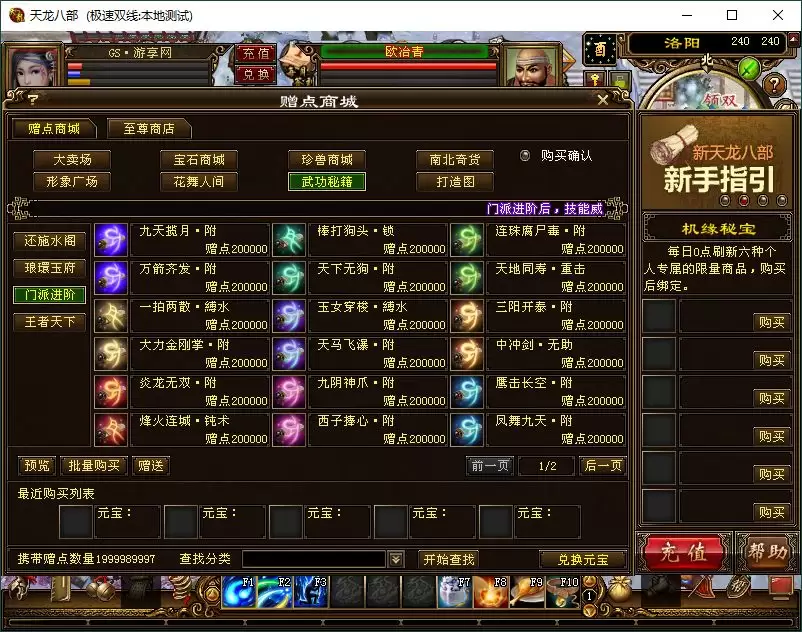 天龙八部 (极速双线:本地测试)
GS·游享网
充值
兑换
欧冶青
酉
洛阳 240 240
北
领双
?
赠点商城
赠点商城 至尊商店
大卖场 宝石商城 珍兽商城 南北奇货 购买确认
形象广场 花舞人间 武功秘籍 打造图
门派进阶后，技能威
还施水阁
琅環玉府
门派进阶
王者天下
九天揽月·附 棒打狗头·锁 连珠腐尸毒·附
赠点200000 赠点200000 赠点200000
万箭齐发·附 天下无狗·附 天地同寿·重击
赠点200000 赠点200000 赠点200000
一拍两散·縛水 玉女穿梭·縛水 三阳开泰·附
赠点200000 赠点200000 赠点200000
大力金刚掌·附 天马飞瀑·附 中冲剑·无助
赠点200000 赠点200000 赠点200000
炎龙无双·附 九阴神爪·附 鹰击长空·附
赠点200000 赠点200000 赠点200000
烽火连城·钝术 西子捧心·附 凤舞九天·附
赠点200000 赠点200000 赠点200000
预览 批量购买 赠送 前一页 1/2 后一页
最近购买列表
元宝： 元宝： 元宝： 元宝： 元宝：
携带赠点数量1999989997 查找分类 开始查找 兑换元宝
新天龙八部
新手指引
机缘秘宝
每日0点刷新六种个
人专属的限量商品，购买
后绑定。
购买
购买
购买
购买
购买
购买
充值 帮助
F1 F2 F3 F7 F8 F9 F10 1